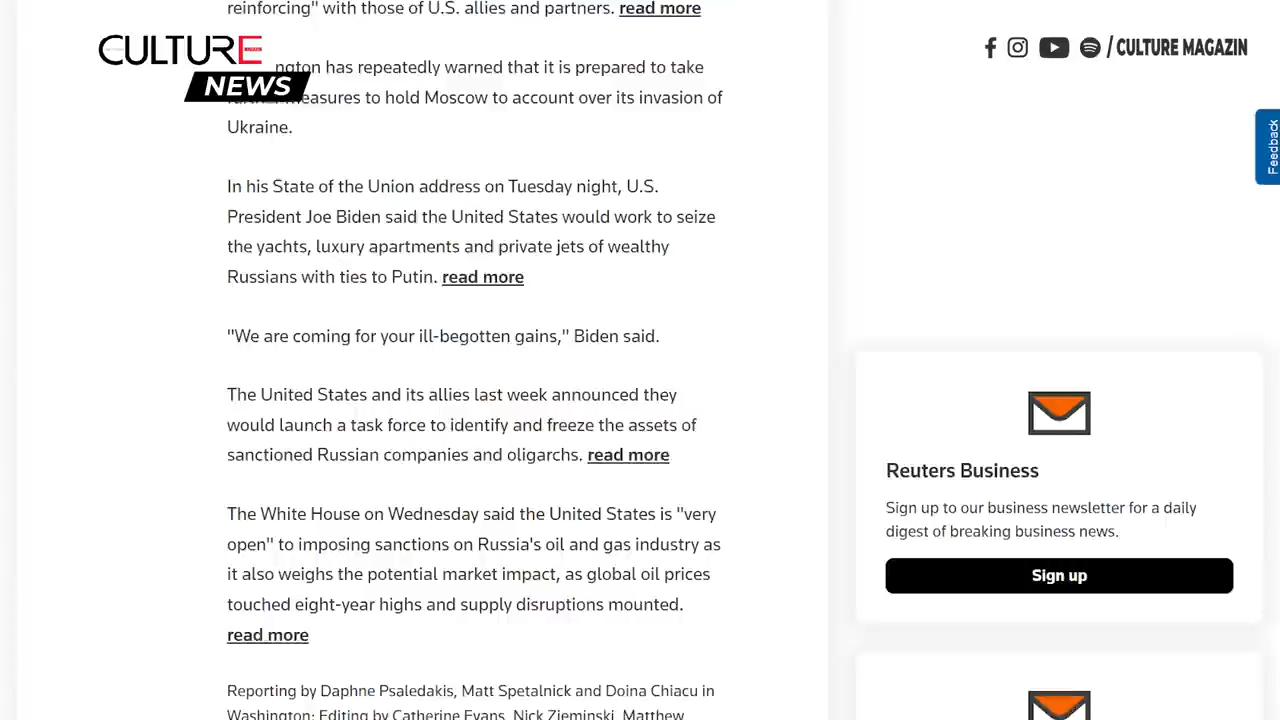 reinforcing" with those of U.S. allies and partners. read more
CULTURE
NEWS
/ CULTURE MAGAZIN
ngton has repeatedly warned that it is prepared to take
measures to hold Moscow to account over its invasion of
Ukraine.
Feedback
In his State of the Union address on Tuesday night, U.S.
President Joe Biden said the United States would work to seize
the yachts, luxury apartments and private jets of wealthy
Russians with ties to Putin. read more
"We are coming for your ill-begotten gains," Biden said.
The United States and its allies last week announced they
would launch a task force to identify and freeze the assets of
sanctioned Russian companies and oligarchs. read more
The White House on Wednesday said the United States is "very
open" to imposing sanctions on Russia's oil and gas industry as
it also weighs the potential market impact, as global oil prices
touched eight-year highs and supply disruptions mounted.
read more
Reporting by Daphne Psaledakis, Matt Spetalnick and Doina Chiacu in
Washington; Editing by Catherine Evans, Nick Zieminski, Matthew
Reuters Business
Sign up to our business newsletter for a daily
digest of breaking business news.
Sign up